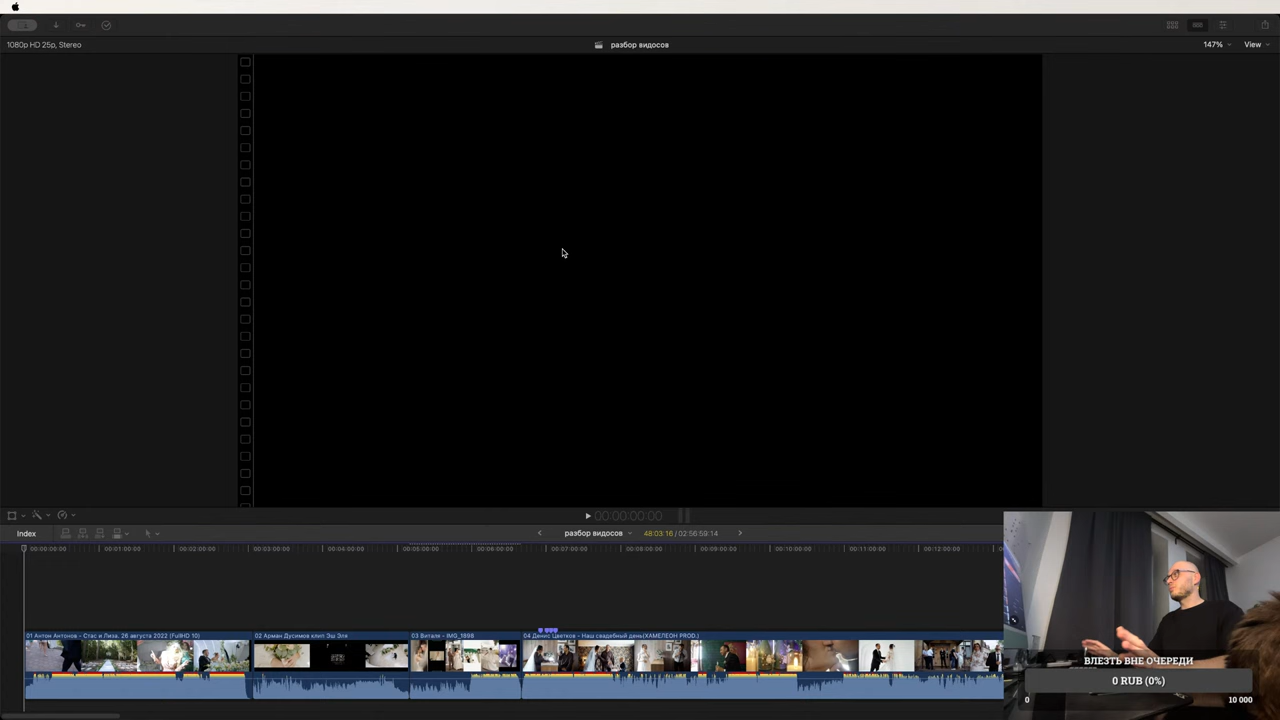 1080p HD 25p, Stereo
разбор видосов
147%
View
00:00:00:00
Index
разбор видосов
48:03:16 / 02:56:59:14
00:00:00:00
00:01:00:00
00:02:00:00
00:03:00:00
00:04:00:00
00:05:00:00
00:06:00:00
00:07:00:00
00:08:00:00
00:09:00:00
00:10:00:00
00:11:00:00
00:12:00:00
01 Антон Антонов - Стас и Лиза, 26 августа 2022 (FullHD 10)
02 Арман Дусимов клип Эш Эля
03 Виталя - IMG_1898
04 Денис Цветков - Наш свадебный день(ХАМЕЛЕОН PROD.)
ВЛЕЗТЬ ВНЕ ОЧЕРЕДИ
0 RUB (0%)
0
10 000